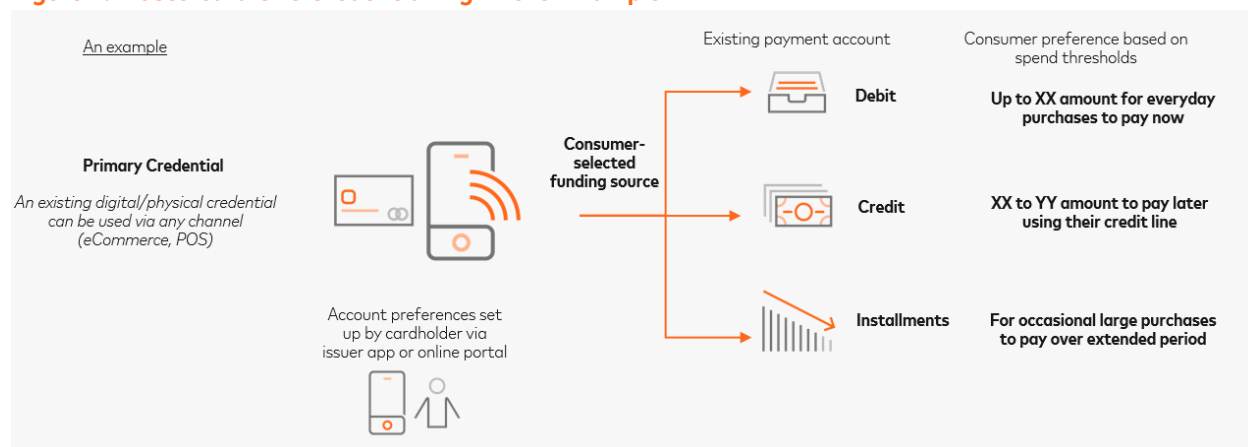 An example
Existing payment account
Consumer preference based on
spend thresholds
Debit
Up to XX amount for everyday
purchases to pay now
Primary Credential
An existing digital/physical credential
can be used via any channel
(eCommerce, POS)
Consumer-
selected
funding source
Credit
XX to YY amount to pay later
using their credit line
Account preferences set
up by cardholder via
issuer app or online portal
Installments
For occasional large purchases
to pay over extended period